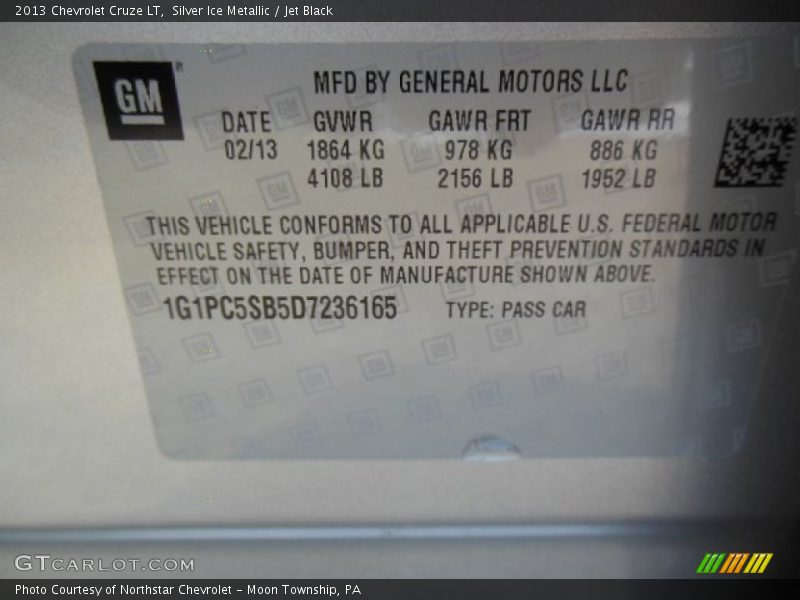 2013 Chevrolet Cruze LT,  Silver Ice Metallic / Jet Black
GM
MFD BY GENERAL MOTORS LLC
DATE GVWR GAWR FRT GAWR RR
02/13 1864 KG 978 KG 886 KG
4108 LB 2156 LB 1952 LB
THIS VEHICLE CONFORMS TO ALL APPLICABLE U.S. FEDERAL MOTOR
VEHICLE SAFETY, BUMPER, AND THEFT PREVENTION STANDARDS IN
EFFECT ON THE DATE OF MANUFACTURE SHOWN ABOVE.
1G1PC5SB5D7236165 TYPE: PASS CAR
GTCARLOT.COM
Photo Courtesy of Northstar Chevrolet - Moon Township, PA